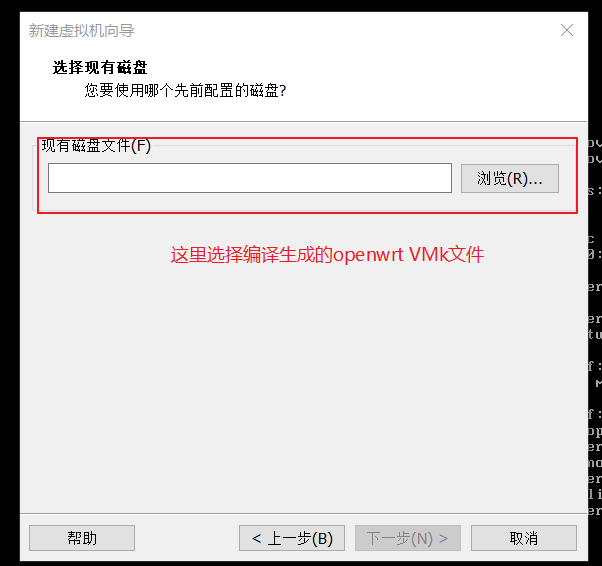 新建虚拟机向导
选择现有磁盘
您要使用哪个先前配置的磁盘?
现有磁盘文件(F)
浏览(R)...
这里选择编译生成的openwrt VMk文件
帮助
< 上一步(B)
下一步(N) >
取消